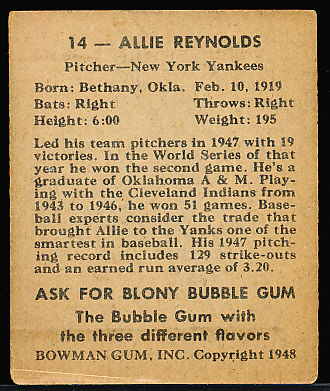 14 — ALLIE REYNOLDS
Pitcher—New York Yankees
Born: Bethany, Okla. Feb. 10, 1919
Bats: Right Throws: Right
Height: 6:00 Weight: 195
Led his team pitchers in 1947 with 19
victories. In the World Series of that
year he won the second game. He's a
graduate of Oklahoma A & M. Play-
ing with the Cleveland Indians from
1943 to 1946, he won 51 games. Base-
ball experts consider the trade that
brought Allie to the Yanks one of the
smartest in baseball. His 1947 pitch-
ing record includes 129 strike-outs
and an earned run average of 3.20.
ASK FOR BLONY BUBBLE GUM
The Bubble Gum with
the three different flavors
BOWMAN GUM, INC. Copyright 1948